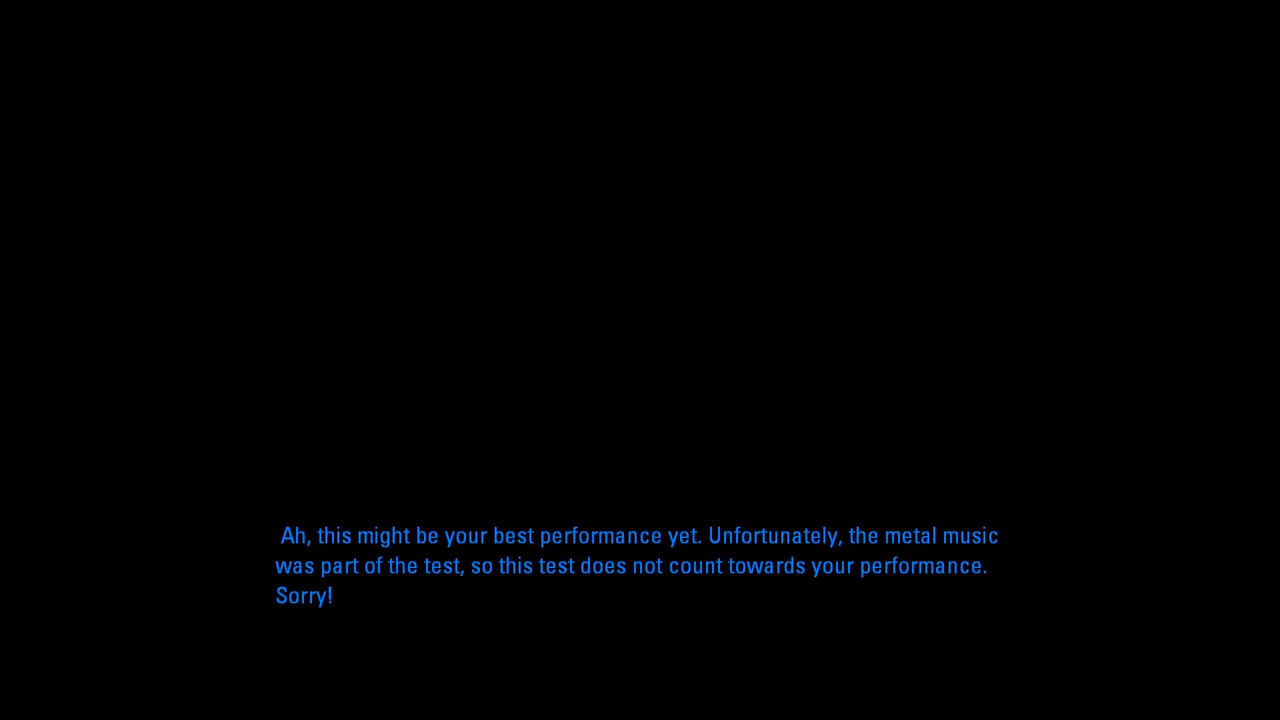 Ah, this might be your best performance yet. Unfortunately, the metal music
was part of the test, so this test does not count towards your performance.
Sorry!